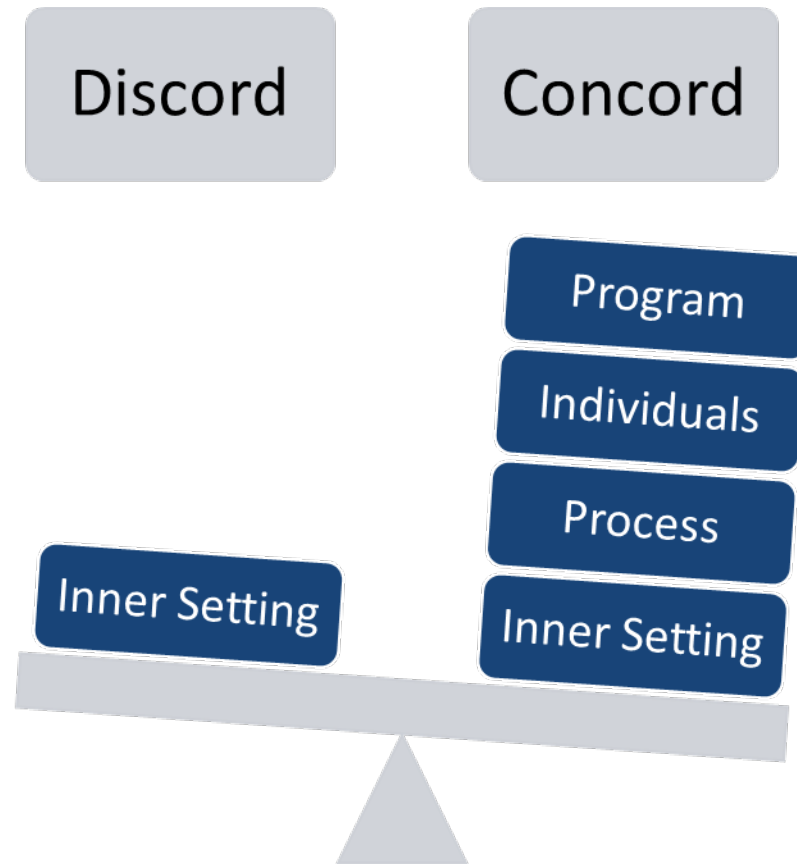 Discord
Concord
Program
Individuals
Process
Inner Setting
Inner Setting